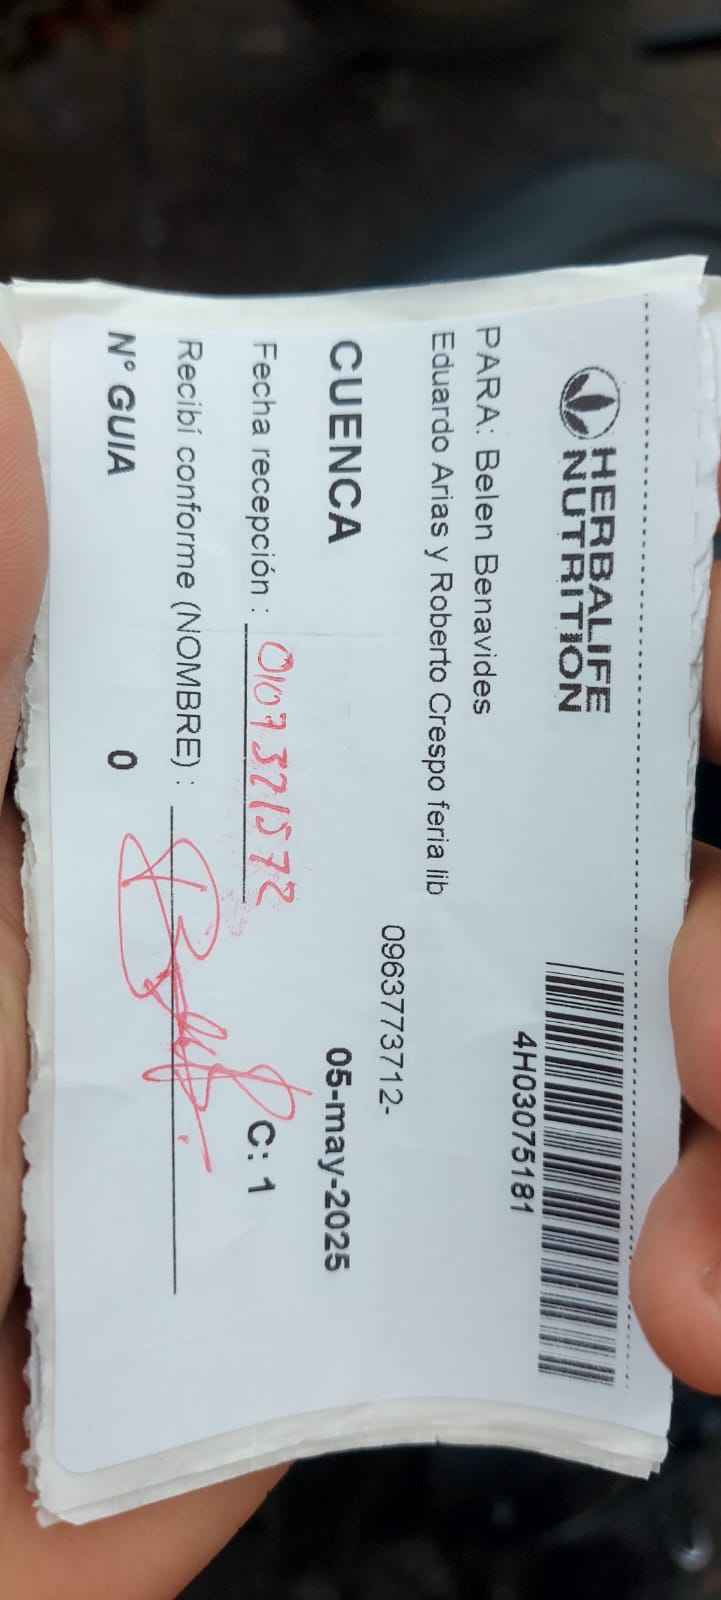 HERBALIFE
NUTRITION
4H03075181
PARA: Belen Benavides
Eduardo Arias y Roberto Crespo feria lib
0963773712-
CUENCA 05-may-2025
Fecha recepción : 0107321572 C: 1
Recibí conforme (NOMBRE) :
N° GUIA 0